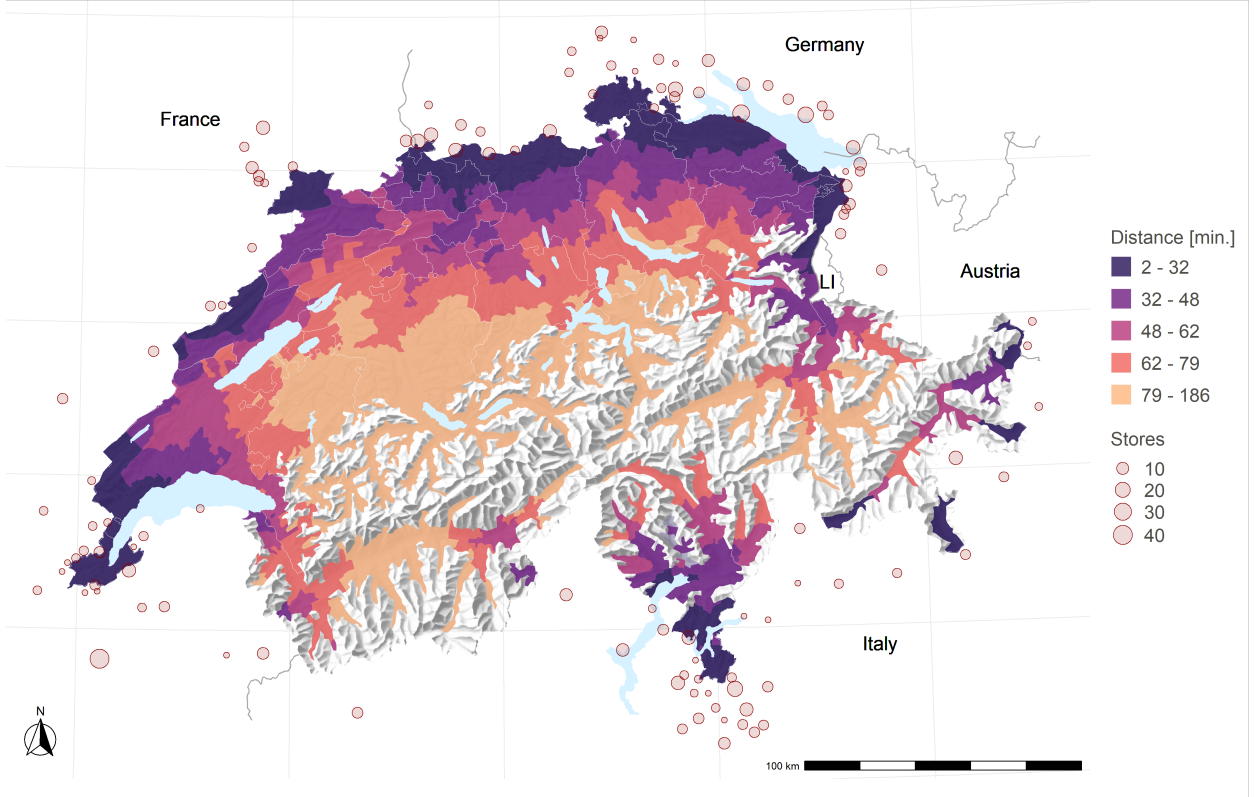 Germany
France
Austria
LI
Italy
N
100 km
Distance [min.]
2 - 32
32 - 48
48 - 62
62 - 79
79 - 186
Stores
10
20
30
40